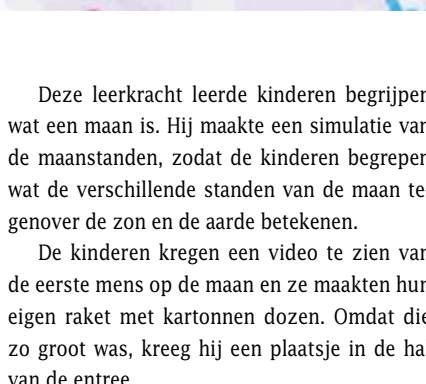 Deze leerkracht leerde kinderen begrijpen
wat een maan is. Hij maakte een simulatie van
de maanstanden, zodat de kinderen begrepen
wat de verschillende standen van de maan te-
genover de zon en de aarde betekenen.
De kinderen kregen een video te zien van
de eerste mens op de maan en ze maakten hun
eigen raket met kartonnen dozen. Omdat die
zo groot was, kreeg hij een plaatsje in de
van de entree